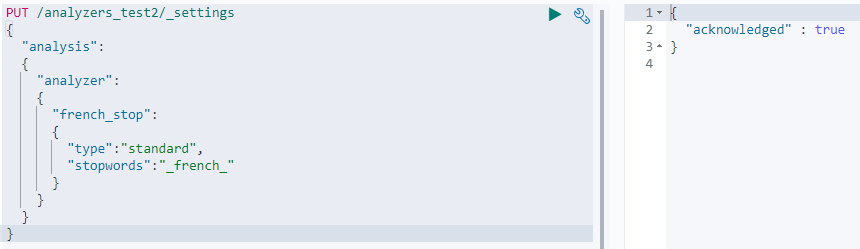 PUT /analyzers_test2/_settings
{
  "analysis":
  {
    "analyzer":
    {
      "french_stop":
      {
        "type":"standard",
        "stopwords":"_french_"
      }
    }
  }
}
1 {
2   "acknowledged" : true
3 }
4